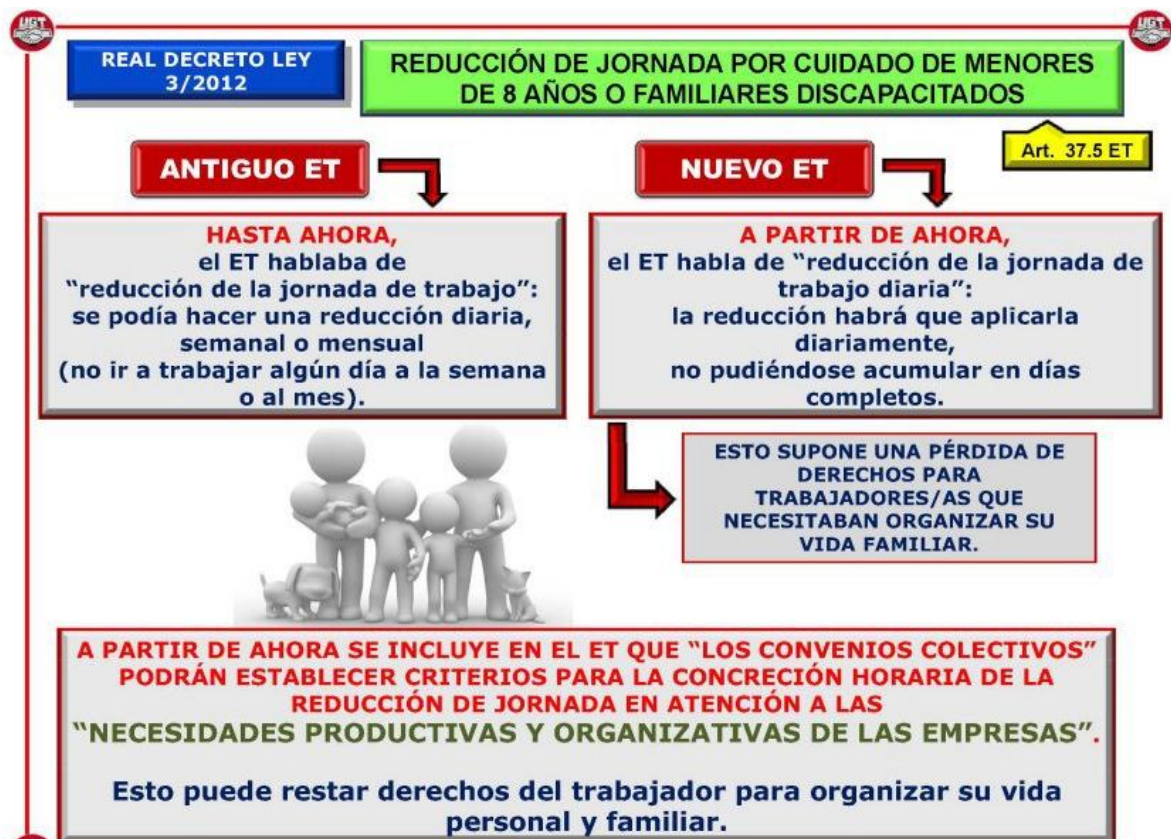 UGT
UGT
REAL DECRETO LEY
3/2012
REDUCCIÓN DE JORNADA POR CUIDADO DE MENORES
DE 8 AÑOS O FAMILIARES DISCAPACITADOS
Art. 37.5 ET
ANTIGUO ET
NUEVO ET
HASTA AHORA,
el ET hablaba de
“reducción de la jornada de trabajo”:
se podía hacer una reducción diaria,
semanal o mensual
(no ir a trabajar algún día a la semana
o al mes).
A PARTIR DE AHORA,
el ET habla de “reducción de la jornada de
trabajo diaria”:
la reducción habrá que aplicarla
diariamente,
no pudiéndose acumular en días
completos.
ESTO SUPONE UNA PÉRDIDA DE
DERECHOS PARA
TRABAJADORES/AS QUE
NECESITABAN ORGANIZAR SU
VIDA FAMILIAR.
A PARTIR DE AHORA SE INCLUYE EN EL ET QUE “LOS CONVENIOS COLECTIVOS”
PODRÁN ESTABLECER CRITERIOS PARA LA CONCRECIÓN HORARIA DE LA
REDUCCIÓN DE JORNADA EN ATENCIÓN A LAS
“NECESIDADES PRODUCTIVAS Y ORGANIZATIVAS DE LAS EMPRESAS”.
Esto puede restar derechos del trabajador para organizar su vida
personal y familiar.